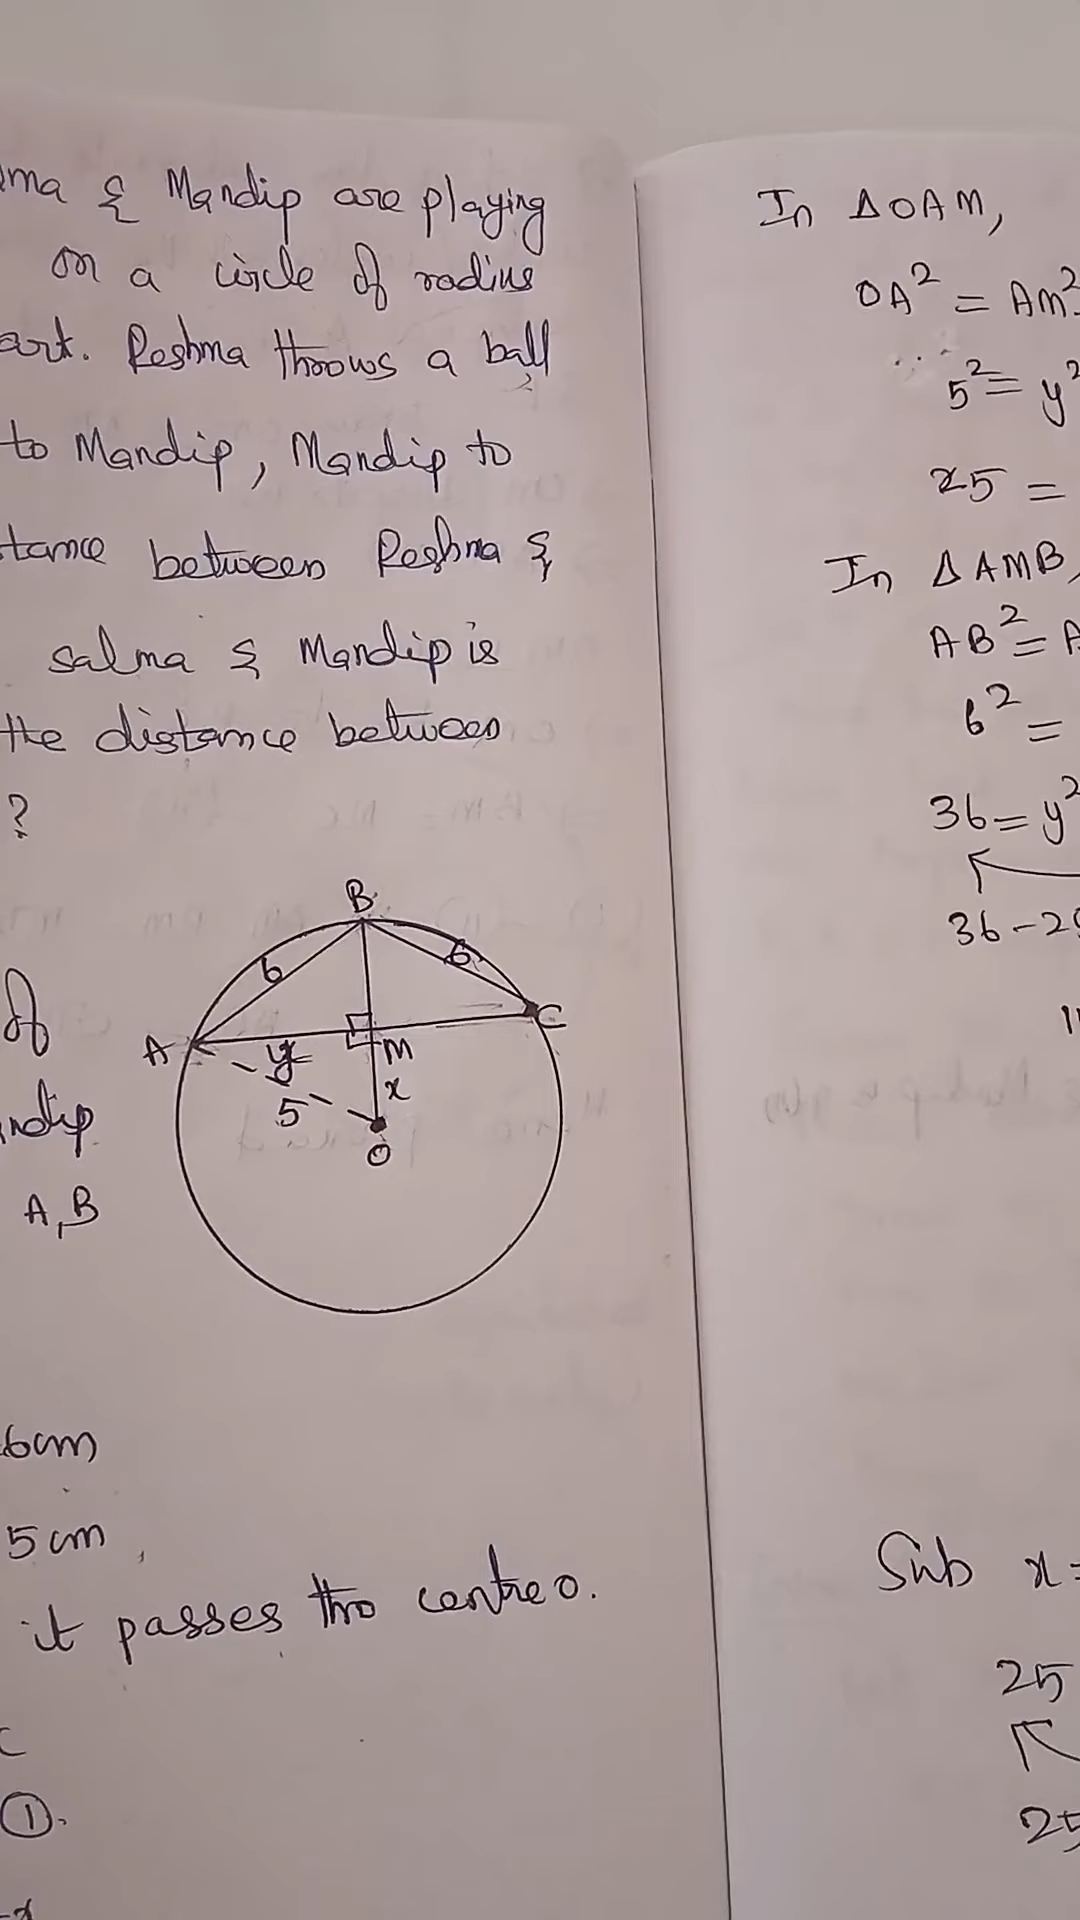 & Mandip are playing
on a circle of radius
art. Reshma throws a ball
to Mandip, Mandip to
tance between Reshma &
salma & Mandip is
the distance between
?
B
6
6
A
C
y
M
x
5
O
of
ndip
A, B
6cm
5cm,
it passes thro centre O.
c
①.
In ΔOAM,
OA² = AM²
5² = y²
25 =
In ΔAMB,
AB² = A
6² =
36 = y²
36 - 25
11
Sub x =
25
25